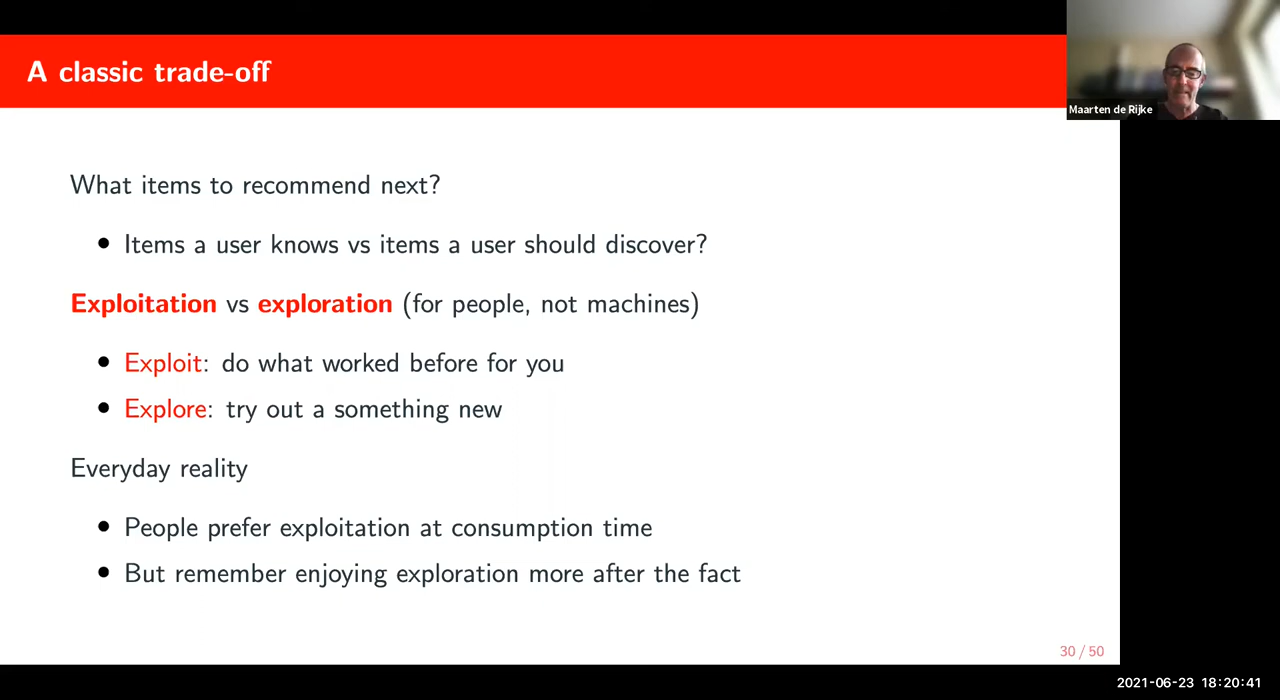 A classic trade-off
Maarten de Rijke
What items to recommend next?
• Items a user knows vs items a user should discover?
Exploitation vs exploration (for people, not machines)
• Exploit: do what worked before for you
• Explore: try out a something new
Everyday reality
• People prefer exploitation at consumption time
• But remember enjoying exploration more after the fact
30 / 50
2021-06-23 18:20:41